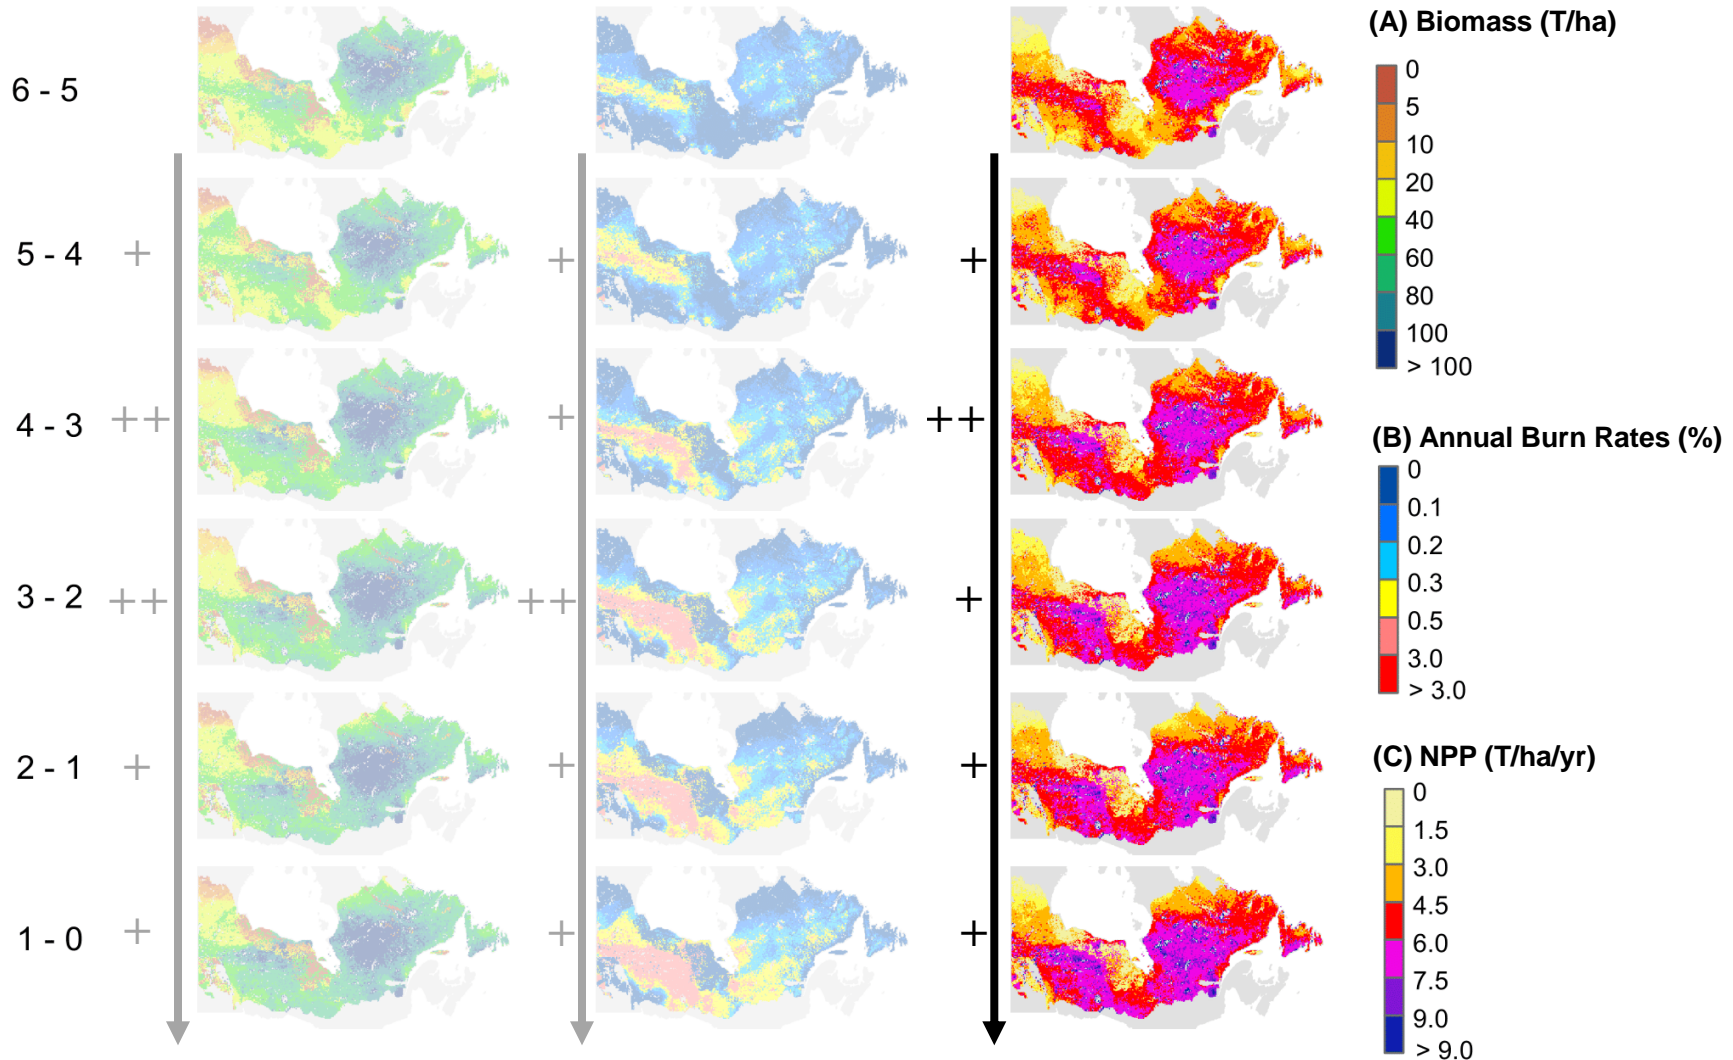 (A) Biomass (T/ha)
0
5
10
20
40
60
80
100
> 100
(B) Annual Burn Rates (%)
0
0.1
0.2
0.3
0.5
3.0
> 3.0
(C) NPP (T/ha/yr)
0
1.5
3.0
4.5
6.0
7.5
9.0
> 9.0
6 - 5
5 - 4 + + +
4 - 3 ++ + ++
3 - 2 ++ ++ +
2 - 1 + + +
1 - 0 + + +